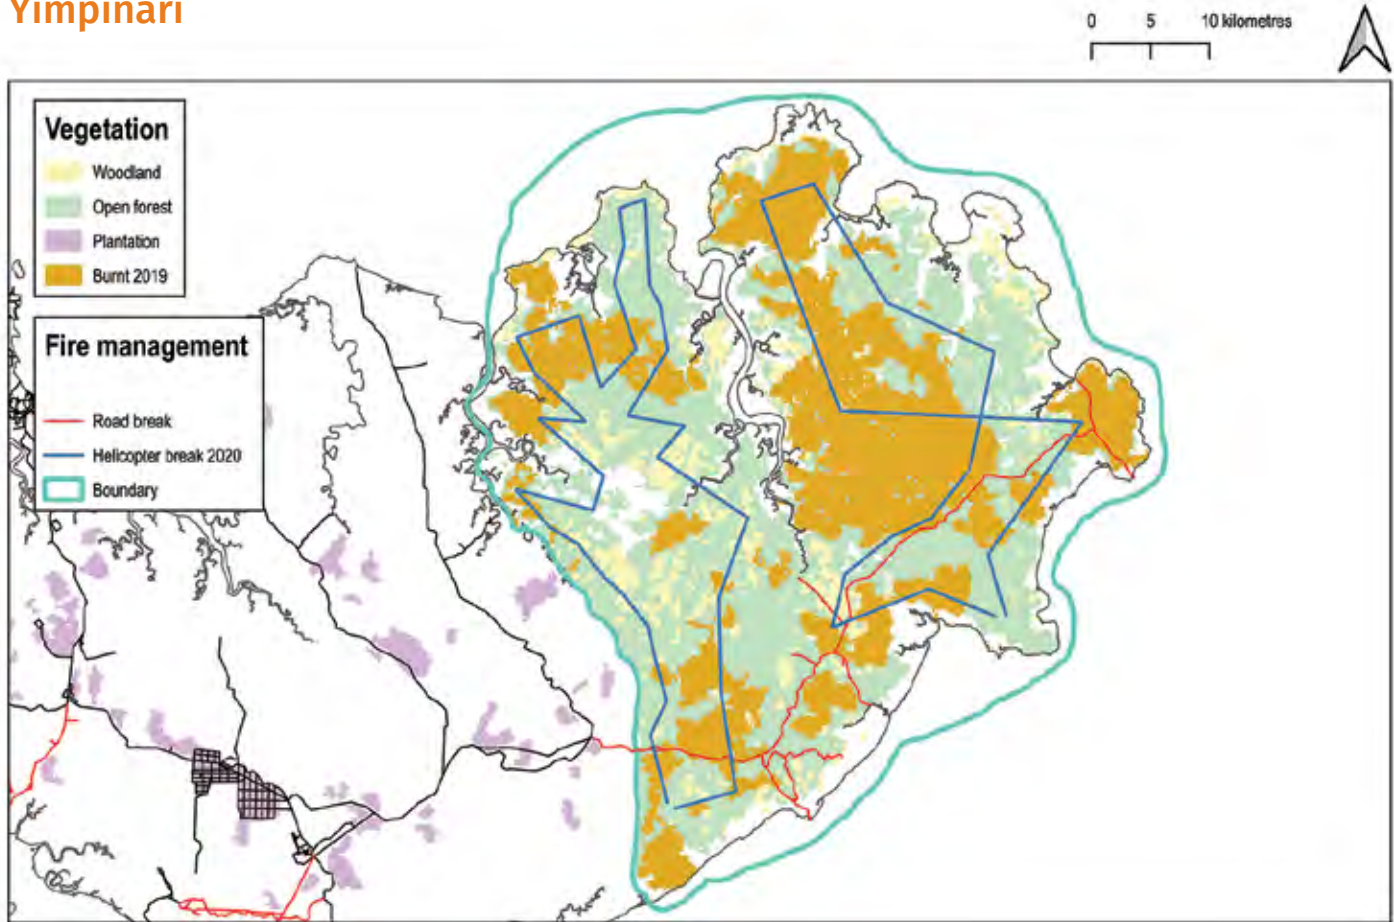 Yimpinari
0 5 10 kilometres
Vegetation
Woodland
Open forest
Plantation
Burnt 2019
Fire management
Road break
Helicopter break 2020
Boundary